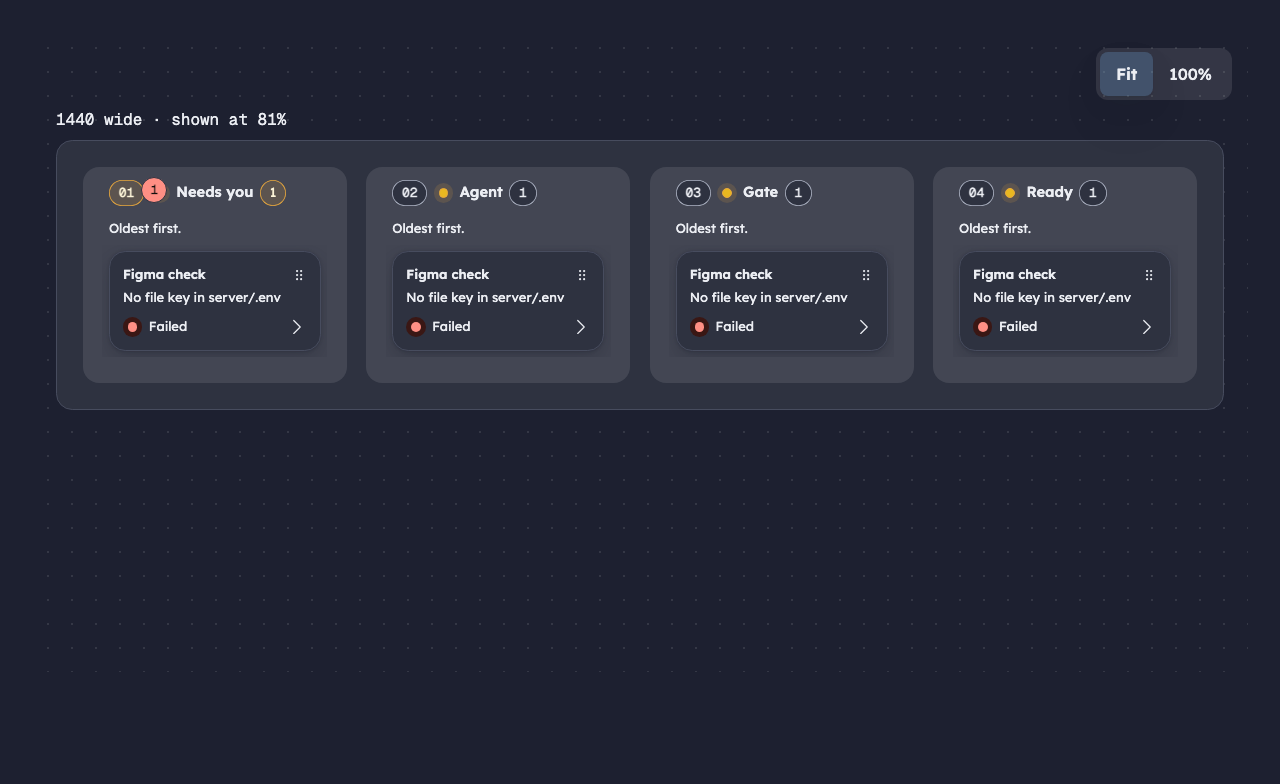 Fit 100%
1440 wide · shown at 81%
01 1 Needs you 1
Oldest first.
Figma check
No file key in server/.env
Failed
02 Agent 1
Oldest first.
Figma check
No file key in server/.env
Failed
03 Gate 1
Oldest first.
Figma check
No file key in server/.env
Failed
04 Ready 1
Oldest first.
Figma check
No file key in server/.env
Failed